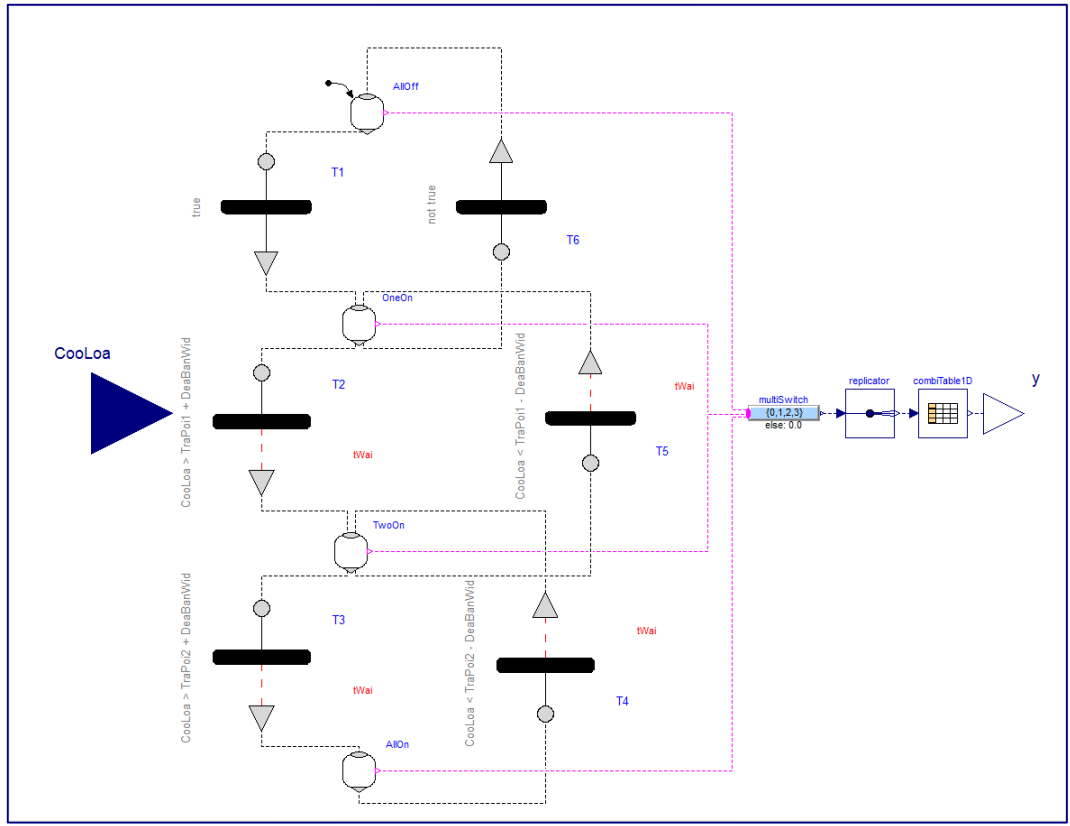 AllOff
T1
true
not true
T6
OneOn
CooLoa
CooLoa > TraPoi1 + DeaBanWid
T2
tWai
CooLoa < TraPoi1 - DeaBanWid
tWai
T5
multiSwitch
{0,1,2,3}
else: 0.0
replicator
combiTable1D
y
TwoOn
CooLoa > TraPoi2 + DeaBanWid
T3
tWai
CooLoa < TraPoi2 - DeaBanWid
tWai
T4
AllOn